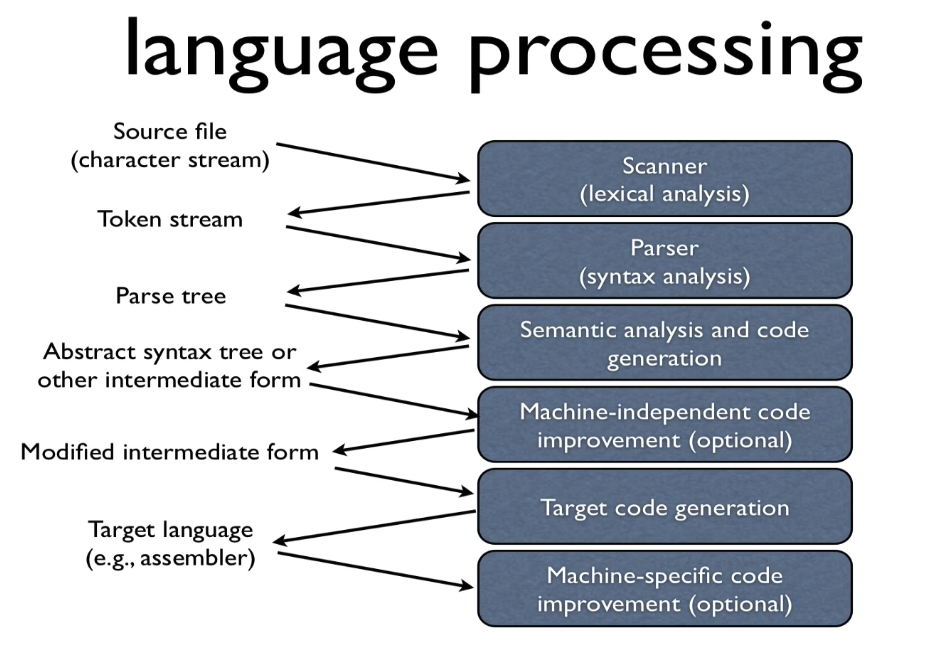 language processing
Source file
(character stream)
Scanner
(lexical analysis)
Token stream
Parser
(syntax analysis)
Parse tree
Semantic analysis and code
generation
Abstract syntax tree or
other intermediate form
Machine-independent code
improvement (optional)
Modified intermediate form
Target code generation
Target language
(e.g., assembler)
Machine-specific code
improvement (optional)